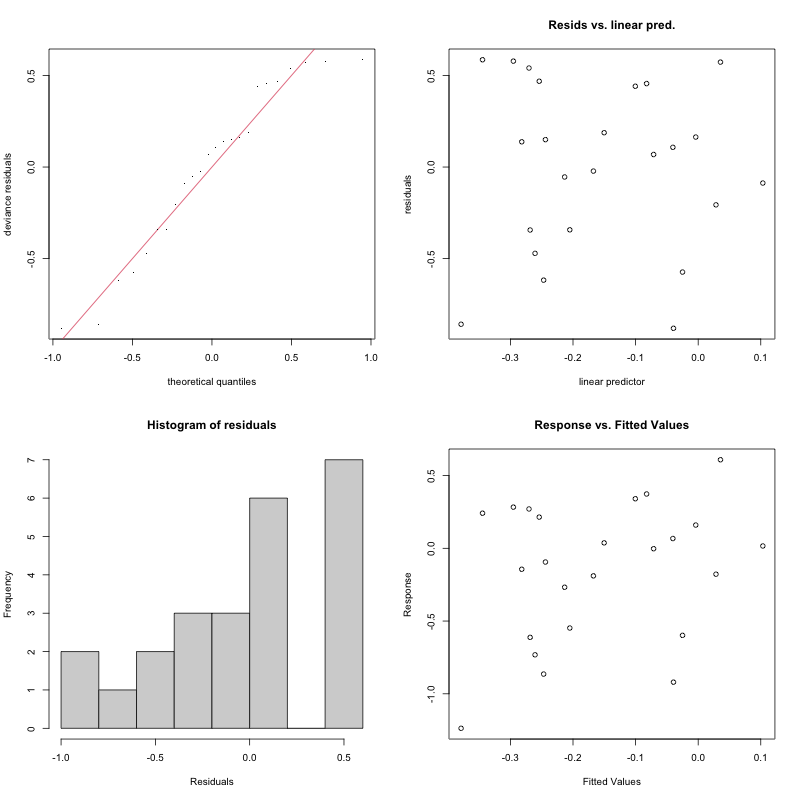 0.5
0.0
-0.5
deviance residuals
-1.0 -0.5 0.0 0.5 1.0
theoretical quantiles
Resids vs. linear pred.
0.5
0.0
-0.5
residuals
-0.3 -0.2 -0.1 0.0 0.1
linear predictor
Histogram of residuals
7
6
5
4
3
2
1
0
Frequency
-1.0 -0.5 0.0 0.5
Residuals
Response vs. Fitted Values
0.5
0.0
-0.5
-1.0
Response
-0.3 -0.2 -0.1 0.0 0.1
Fitted Values